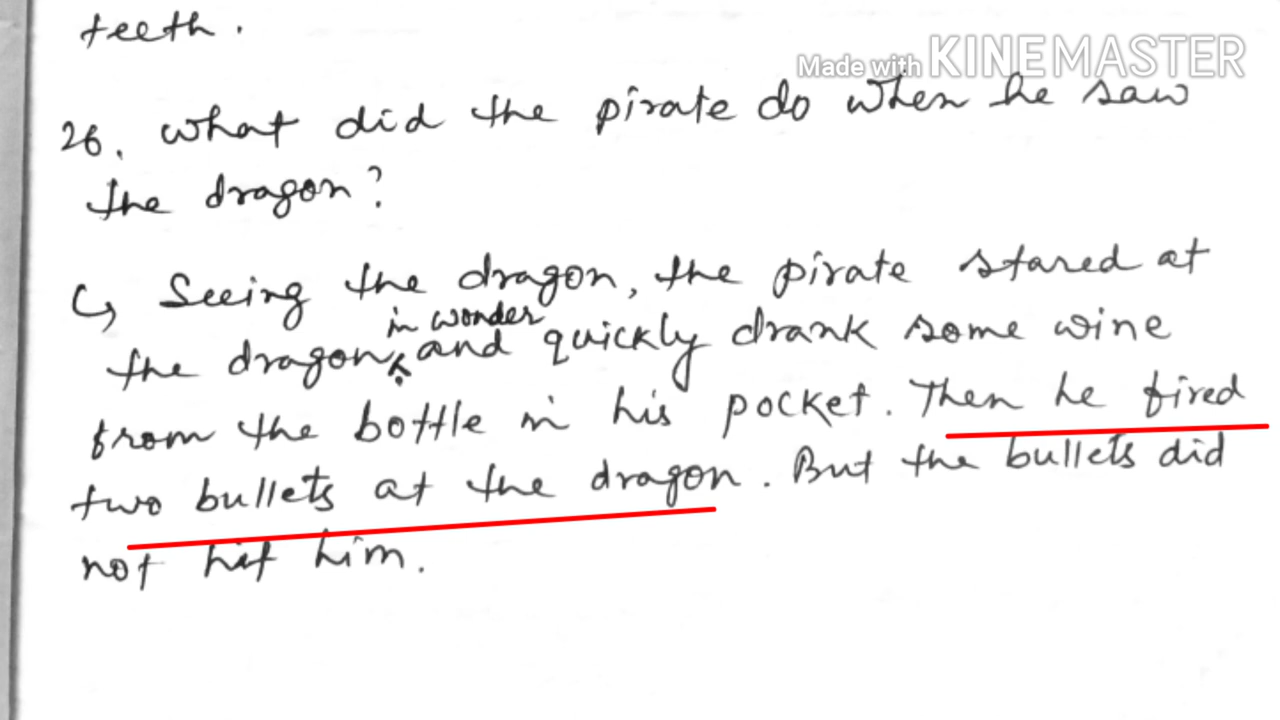 teeth.
Made with KINEMASTER
26. What did the pirate do when he saw
the dragon?
↳ Seeing the dragon, the pirate stared at
in wonder
the dragon and quickly drank some wine
from the bottle in his pocket. Then he fired
two bullets at the dragon. But the bullets did
not hit him.